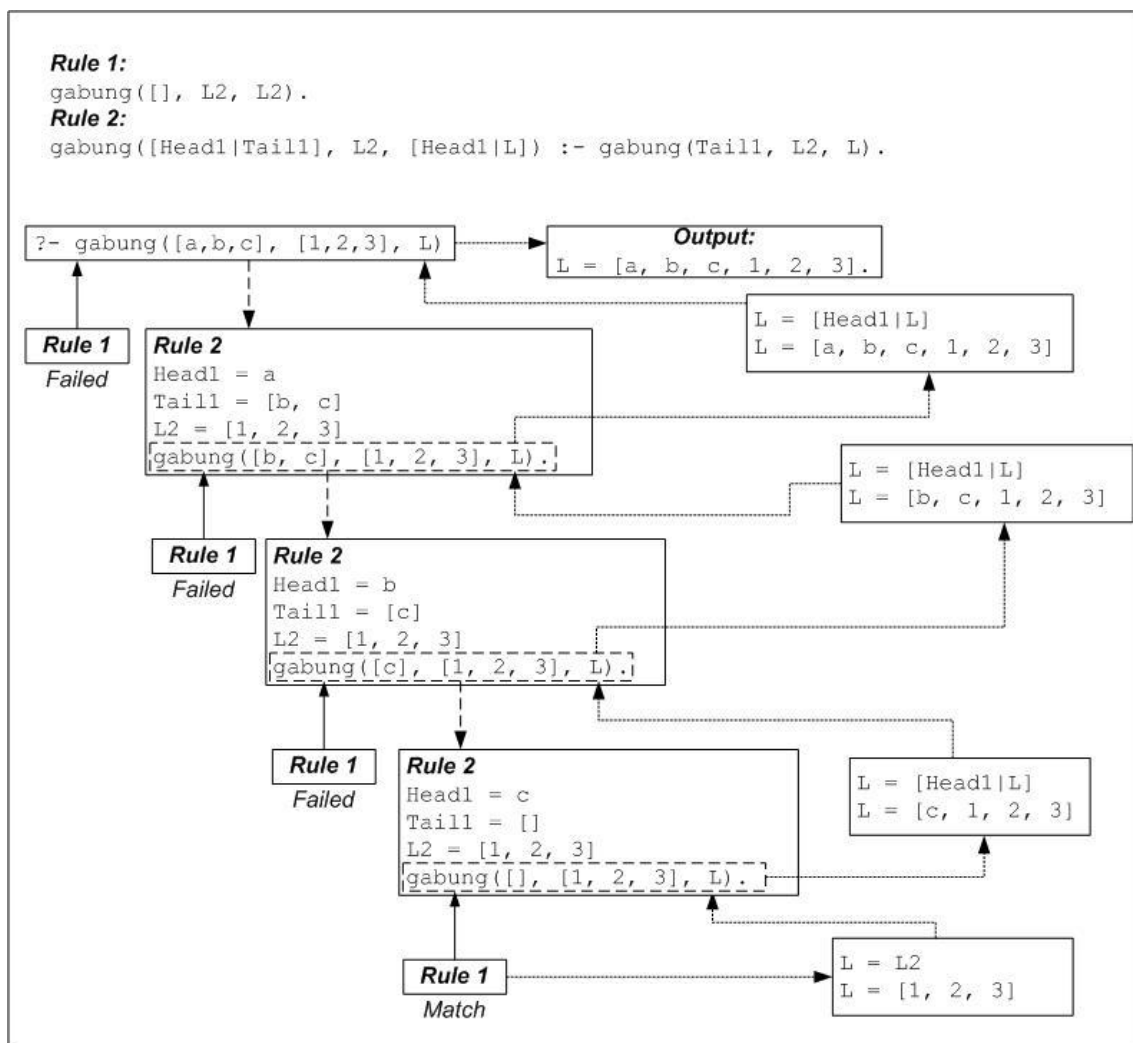 Rule 1:
gabung([], L2, L2).
Rule 2:
gabung([Head1|Tail1], L2, [Head1|L]) :- gabung(Tail1, L2, L).
?- gabung([a,b,c], [1,2,3], L)
Output:
L = [a, b, c, 1, 2, 3].
Rule 1
Failed
Rule 2
Head1 = a
Tail1 = [b, c]
L2 = [1, 2, 3]
gabung([b, c], [1, 2, 3], L).
L = [Head1|L]
L = [a, b, c, 1, 2, 3]
Rule 1
Failed
Rule 2
Head1 = b
Tail1 = [c]
L2 = [1, 2, 3]
gabung([c], [1, 2, 3], L).
L = [Head1|L]
L = [b, c, 1, 2, 3]
Rule 1
Failed
Rule 2
Head1 = c
Tail1 = []
L2 = [1, 2, 3]
gabung([], [1, 2, 3], L).
L = [Head1|L]
L = [c, 1, 2, 3]
Rule 1
Match
L = L2
L = [1, 2, 3]